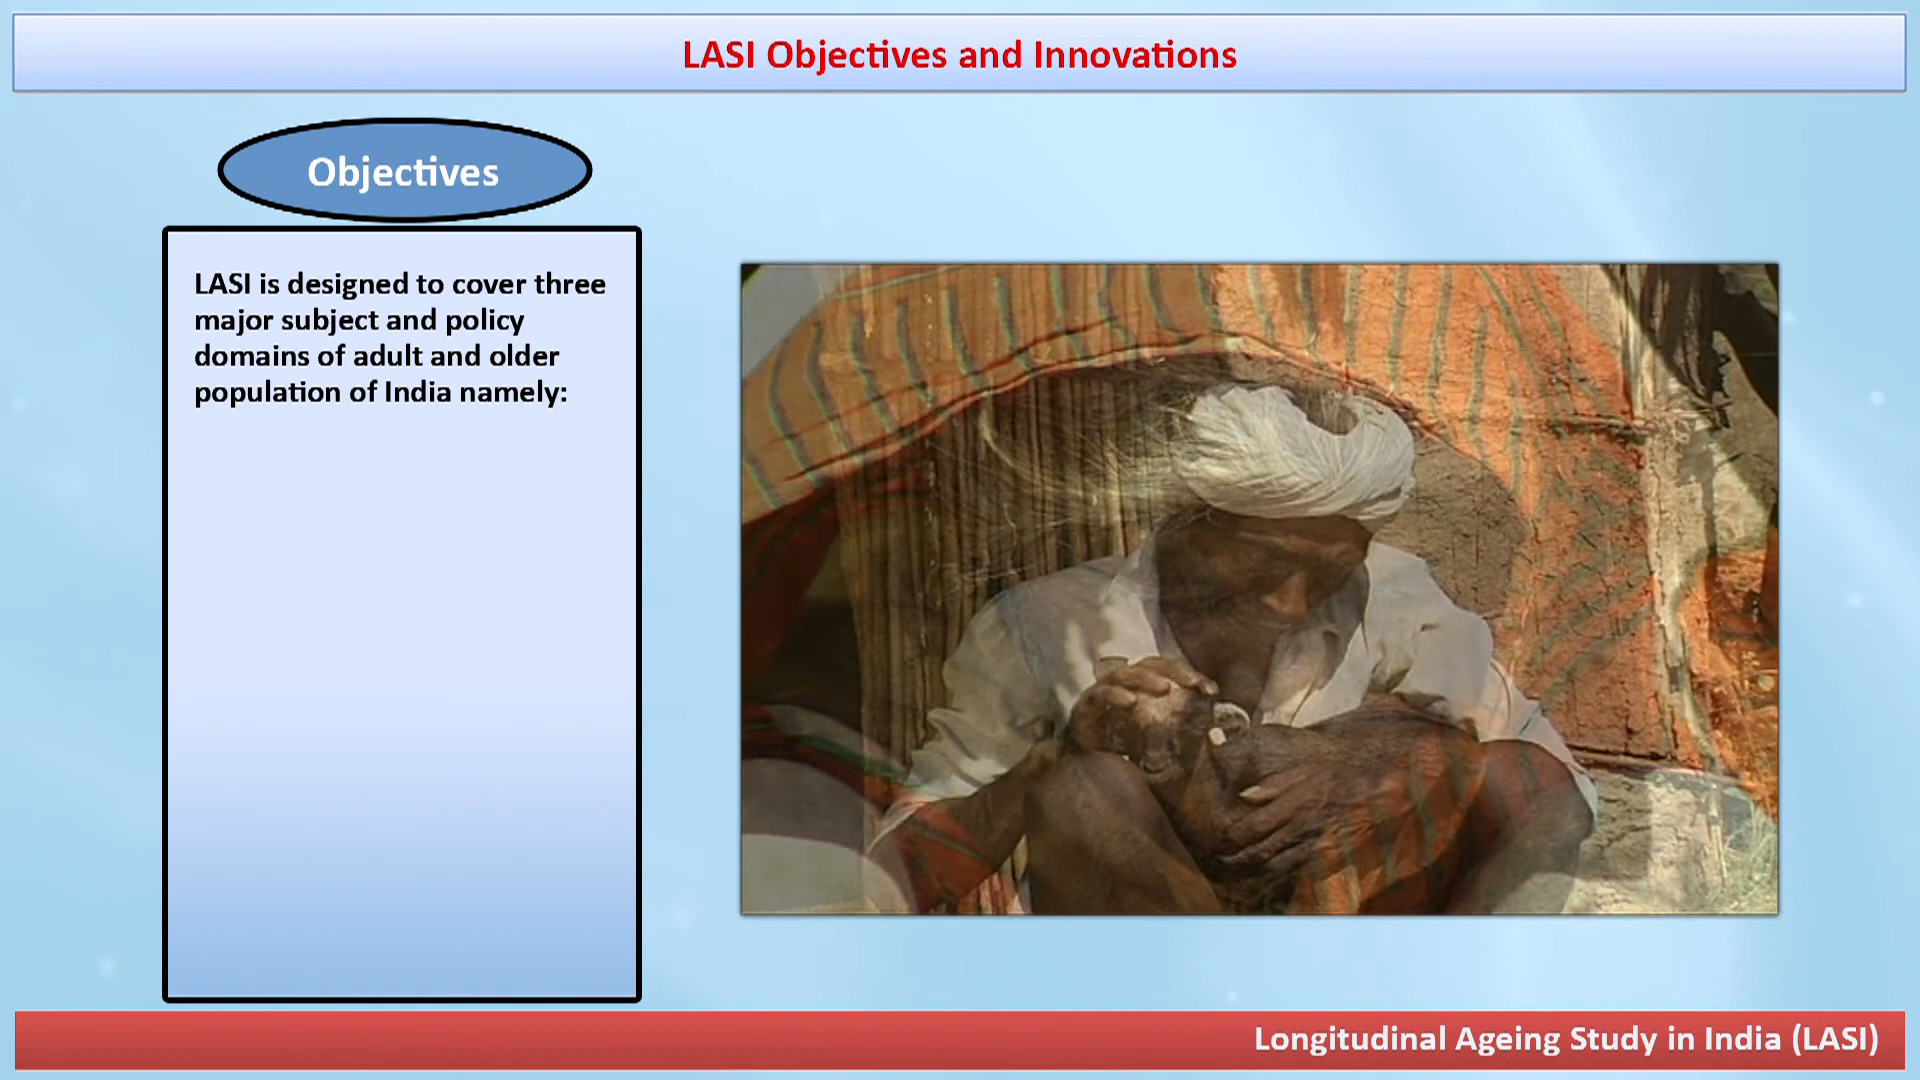 LASI Objectives and Innovations
Objectives
LASI is designed to cover three
major subject and policy
domains of adult and older
population of India namely:
Longitudinal Ageing Study in India (LASI)